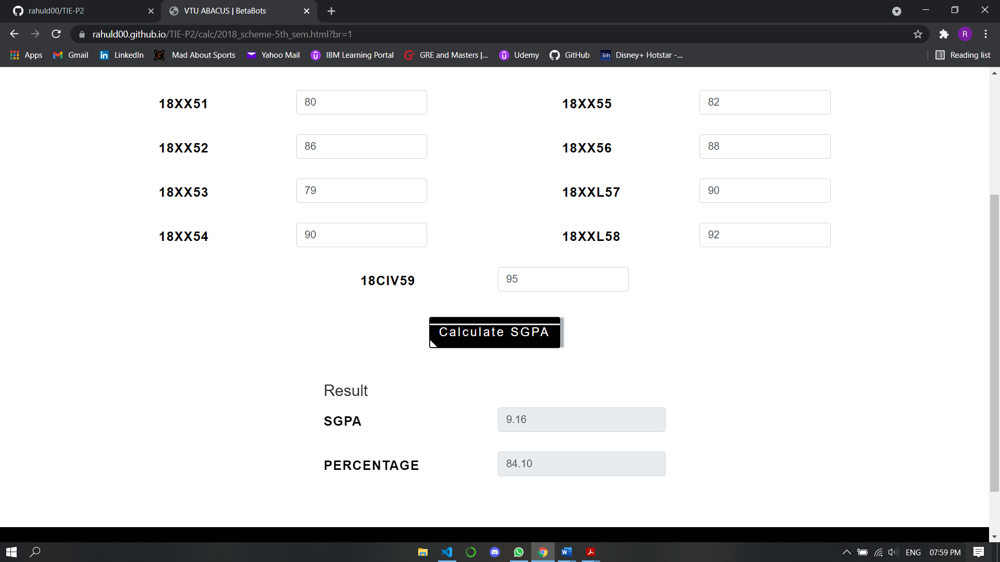 rahuld00/TIE-P2
VTU ABACUS | BetaBots
rahuld00.github.io/TIE-P2/calc/2018_scheme-5th_sem.html?br=1
R
Apps
Gmail
LinkedIn
Mad About Sports
Yahoo Mail
IBM Learning Portal
GRE and Masters |...
Udemy
GitHub
Disney+ Hotstar -...
Reading list
18XX51 80 18XX55 82
18XX52 86 18XX56 88
18XX53 79 18XXL57 90
18XX54 90 18XXL58 92
18CIV59 95
Calculate SGPA
Result
SGPA 9.16
PERCENTAGE 84.10
ENG 07:59 PM